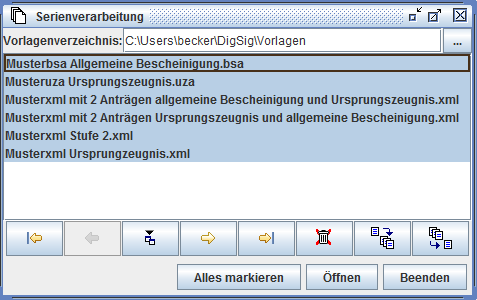 Serienverarbeitung
Vorlagenverzeichnis: C:\Users\becker\DigSig\Vorlagen ...
Musterbsa Allgemeine Bescheinigung.bsa
Musteruza Ursprungszeugnis.uza
Musterxml mit 2 Anträgen allgemeine Bescheinigung und Ursprungszeugnis.xml
Musterxml mit 2 Anträgen Ursprungszeugnis und allgemeine Bescheinigung.xml
Musterxml Stufe 2.xml
Musterxml Ursprungzeugnis.xml
Alles markieren Öffnen Beenden